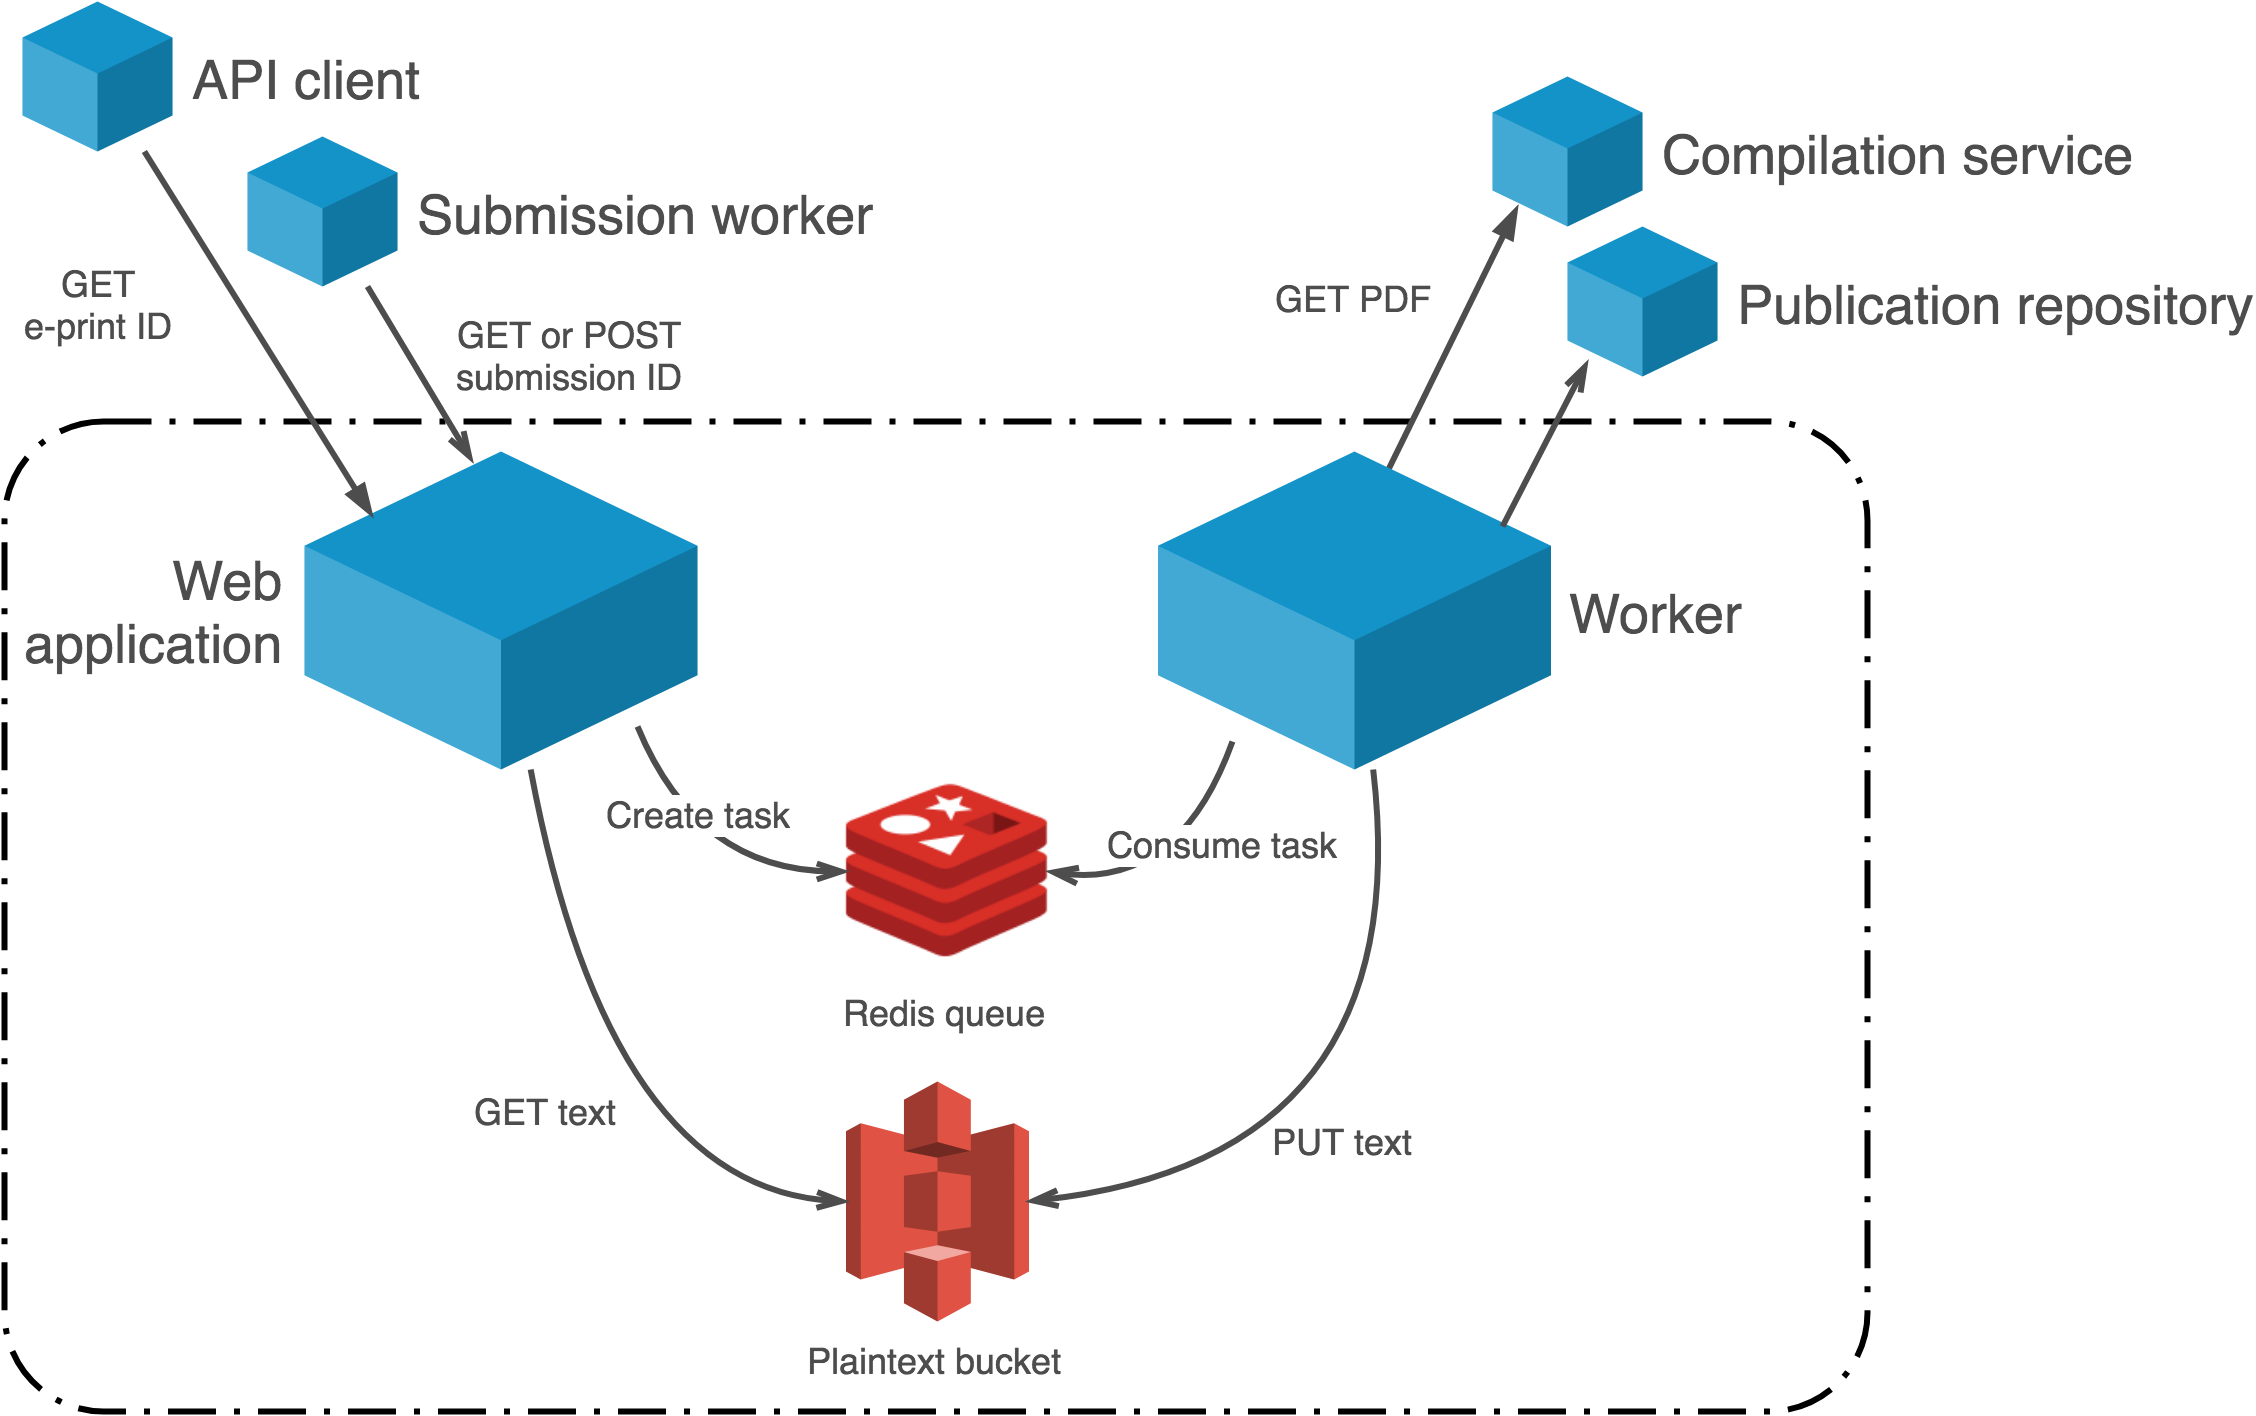 API client
Submission worker
Compilation service
Publication repository
GET
e-print ID
GET or POST
submission ID
GET PDF
Web
application
Worker
Create task
Consume task
Redis queue
GET text
PUT text
Plaintext bucket